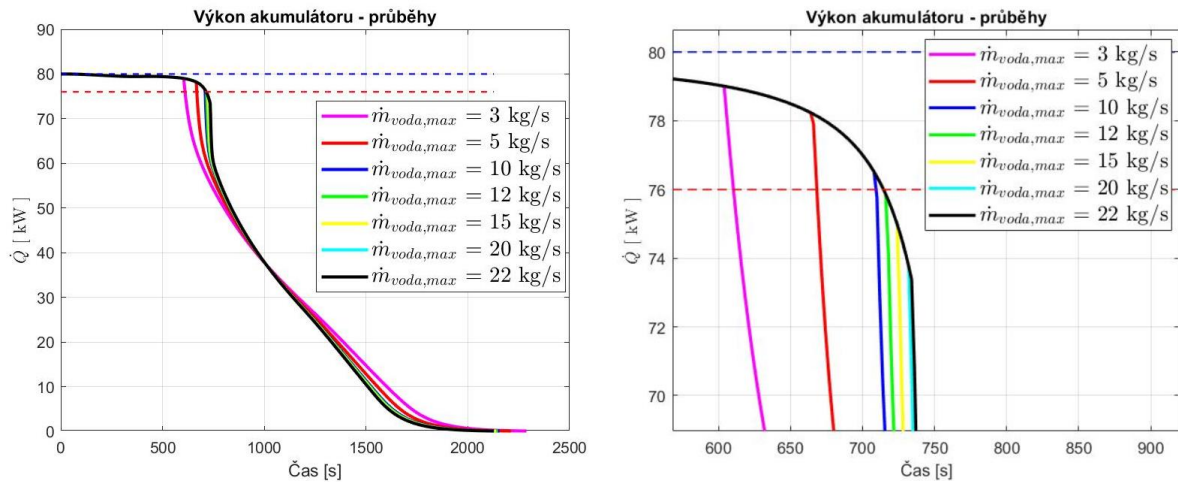 Výkon akumulátoru - průběhy
90
80
70
60
50
40
30
20
10
0
Q̇ [ kW ]
0 500 1000 1500 2000 2500
Čas [s]
ṁvoda,max = 3 kg/s
ṁvoda,max = 5 kg/s
ṁvoda,max = 10 kg/s
ṁvoda,max = 12 kg/s
ṁvoda,max = 15 kg/s
ṁvoda,max = 20 kg/s
ṁvoda,max = 22 kg/s
Výkon akumulátoru - průběhy
80
78
76
74
72
70
Q̇ [ kW ]
600 650 700 750 800 850 900
Čas [s]
ṁvoda,max = 3 kg/s
ṁvoda,max = 5 kg/s
ṁvoda,max = 10 kg/s
ṁvoda,max = 12 kg/s
ṁvoda,max = 15 kg/s
ṁvoda,max = 20 kg/s
ṁvoda,max = 22 kg/s